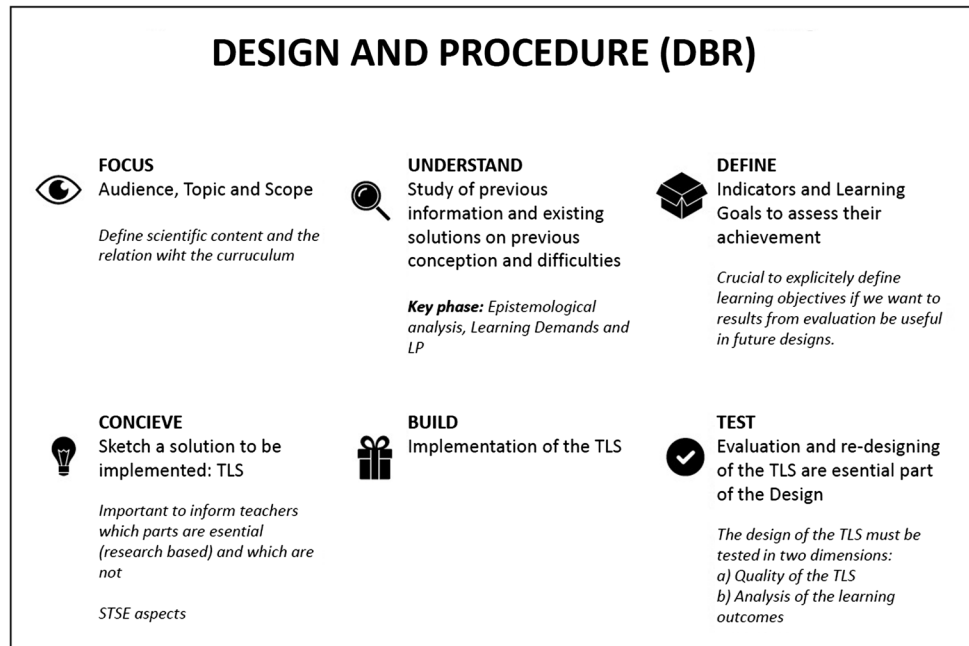 DESIGN AND PROCEDURE (DBR)
FOCUS
Audience, Topic and Scope
Define scientific content and the
relation wiht the curruculum
UNDERSTAND
Study of previous
information and existing
solutions on previous
conception and difficulties
Key phase: Epistemological
analysis, Learning Demands and
LP
DEFINE
Indicators and Learning
Goals to assess their
achievement
Crucial to explicitely define
learning objectives if we want to
results from evaluation be useful
in future designs.
CONCIEVE
Sketch a solution to be
implemented: TLS
Important to inform teachers
which parts are esential
(research based) and which are
not
STSE aspects
BUILD
Implementation of the TLS
TEST
Evaluation and re-designing
of the TLS are esential part
of the Design
The design of the TLS must be
tested in two dimensions:
a) Quality of the TLS
b) Analysis of the learning
outcomes